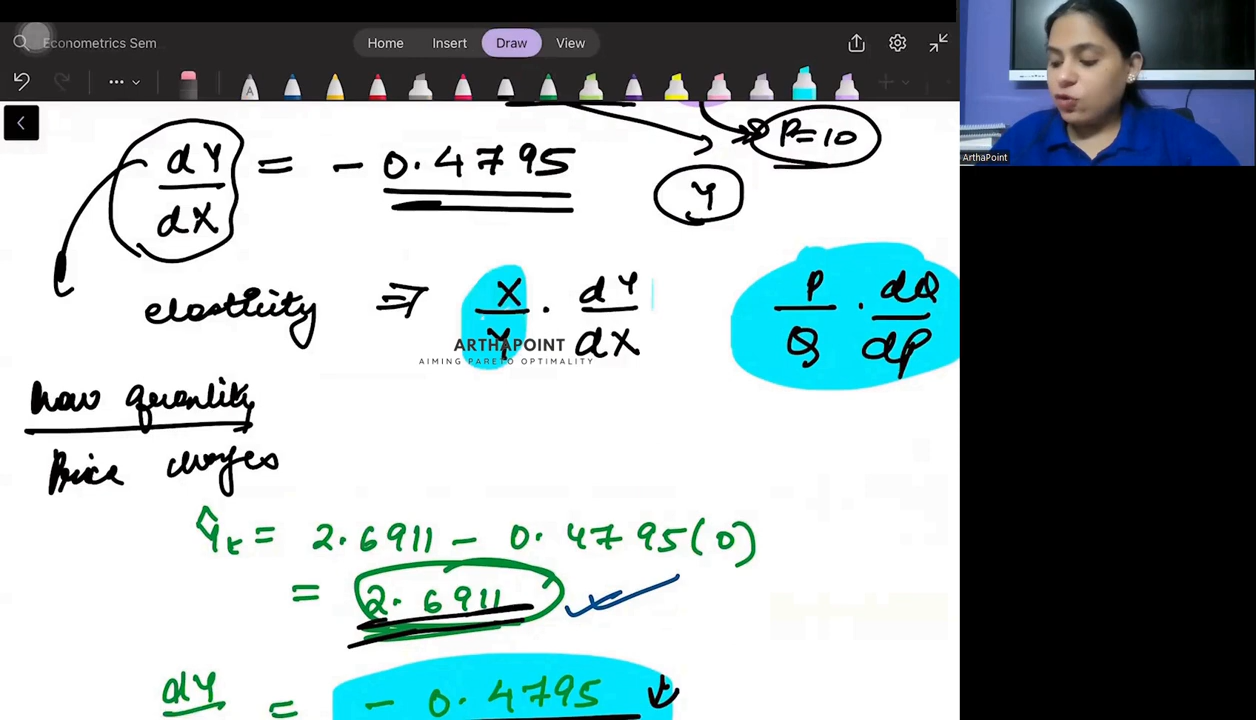 Econometrics Sem
Home Insert Draw View
A
P=10
ArthaPoint
dY/dX = - 0.4795
Y
elasticity ⇒ X/Y · dY/dX
P/Q · dQ/dP
ARTHAPOINT
AIMING PARETO OPTIMALITY
how quantity
Price changes
Ŷt = 2.6911 - 0.4795(0)
= 2.6911
dY
= - 0.4795 ↓